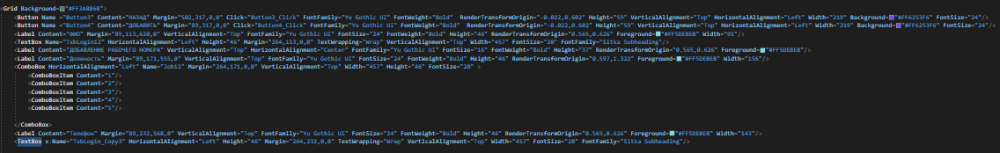 <Grid Background="#FF3A8868">
<Button Name="Button3" Content="НАЗАД" Margin="502,317,0,0" Click="Button3_Click" FontFamily="Yu Gothic UI" FontWeight="Bold" RenderTransformOrigin="-0.022,0.602" Height="59" VerticalAlignment="Top" HorizontalAlignment="Left" Width="219" Background="#FF6253F6" FontSize="24"/>
<Button Name="Button4" Content="ДОБАВИТЬ" Margin="89,317,0,0" Click="Button4_Click" FontFamily="Yu Gothic UI" FontWeight="Bold" RenderTransformOrigin="-0.022,0.602" Height="59" VerticalAlignment="Top" HorizontalAlignment="Left" Width="219" Background="#FF6253F6" FontSize="24"/>
<Label Content="ФИО" Margin="89,113,620,0" VerticalAlignment="Top" FontFamily="Yu Gothic UI" FontSize="24" FontWeight="Bold" Height="46" RenderTransformOrigin="0.565,0.626" Foreground="#FF5DEBEB" Width="91"/>
<TextBox Name="TxbLogin12" HorizontalAlignment="Left" Height="46" Margin="264,113,0,0" TextWrapping="Wrap" VerticalAlignment="Top" Width="457" FontSize="20" FontFamily="Sitka Subheading"/>
<Label Content="ДОБАВЛЕНИЕ РАБОЧЕГО НОМЕРА" VerticalAlignment="Top" HorizontalAlignment="Center" FontFamily="Yu Gothic UI" FontSize="16" FontWeight="Bold" Height="37" RenderTransformOrigin="0.565,0.626" Foreground="#FF5DEBEB"/>
<Label Content="Должность" Margin="89,171,555,0" VerticalAlignment="Top" FontFamily="Yu Gothic UI" FontSize="24" FontWeight="Bold" Height="46" RenderTransformOrigin="0.597,1.322" Foreground="#FF5DEBEB" Width="156"/>
<ComboBox HorizontalAlignment="Left" Name="Job12" Margin="264,171,0,0" VerticalAlignment="Top" Width="457" Height="46" FontSize="20" >
<ComboBoxItem Content="1"/>
<ComboBoxItem Content="2"/>
<ComboBoxItem Content="3"/>
<ComboBoxItem Content="4"/>
<ComboBoxItem Content="5"/>
</ComboBox>
<Label Content="Телефон" Margin="89,232,568,0" VerticalAlignment="Top" FontFamily="Yu Gothic UI" FontSize="24" FontWeight="Bold" Height="46" RenderTransformOrigin="0.565,0.626" Foreground="#FF5DEBEB" Width="143"/>
<TextBox x:Name="TxbLogin_Copy3" HorizontalAlignment="Left" Height="46" Margin="264,232,0,0" TextWrapping="Wrap" VerticalAlignment="Top" Width="457" FontSize="20" FontFamily="Sitka Subheading"/>